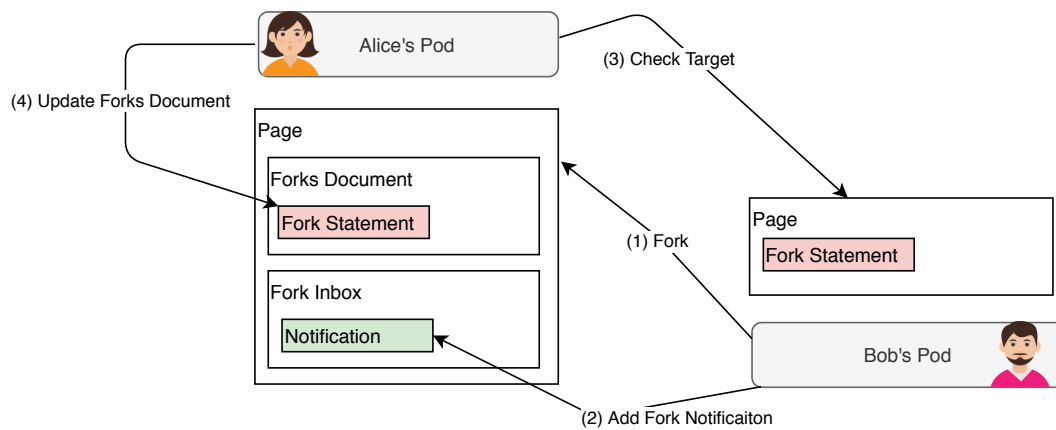 Alice's Pod
(3) Check Target
(4) Update Forks Document
Page
Forks Document
Fork Statement
Fork Inbox
Notification
(1) Fork
Page
Fork Statement
Bob's Pod
(2) Add Fork Notificaiton